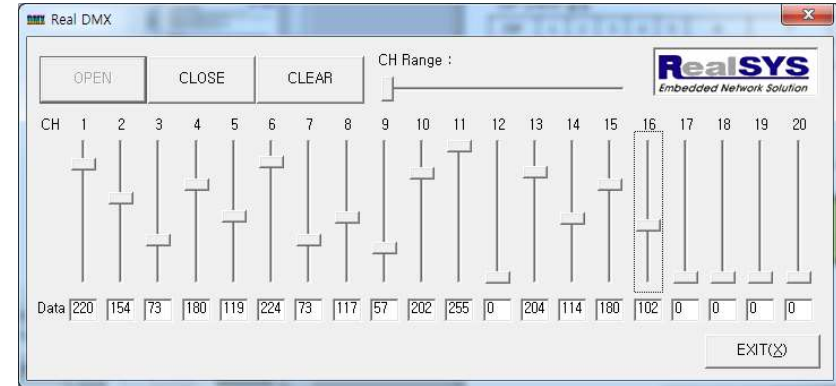 Real DMX
OPEN CLOSE CLEAR CH Range :
RealSYS
Embedded Network Solution
CH 1 2 3 4 5 6 7 8 9 10 11 12 13 14 15 16 17 18 19 20
Data 220 154 73 180 119 224 73 117 57 202 255 0 204 114 180 102 0 0 0 0
EXIT(X)